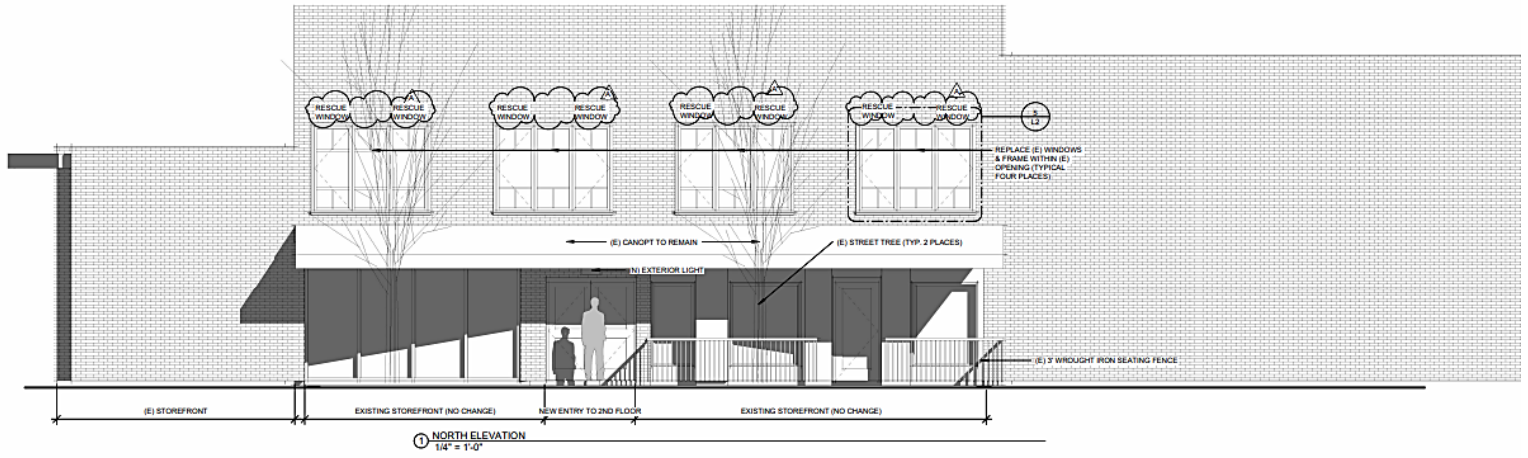 RESCUE
WINDOW
RESCUE
WINDOW
A
RESCUE
WINDOW
RESCUE
WINDOW
A
RESCUE
WINDOW
RESCUE
WINDOW
A
RESCUE
WINDOW
RESCUE
WINDOW
A
5
L2
REPLACE (E) WINDOWS
& FRAME WITHIN (E)
OPENING (TYPICAL
FOUR PLACES)
(E) CANOPT TO REMAIN
(E) STREET TREE (TYP. 2 PLACES)
(N) EXTERIOR LIGHT
(E) 3' WROUGHT IRON SEATING FENCE
(E) STOREFRONT
EXISTING STOREFRONT (NO CHANGE)
NEW ENTRY TO 2ND FLOOR
EXISTING STOREFRONT (NO CHANGE)
1 NORTH ELEVATION
1/4" = 1'-0"